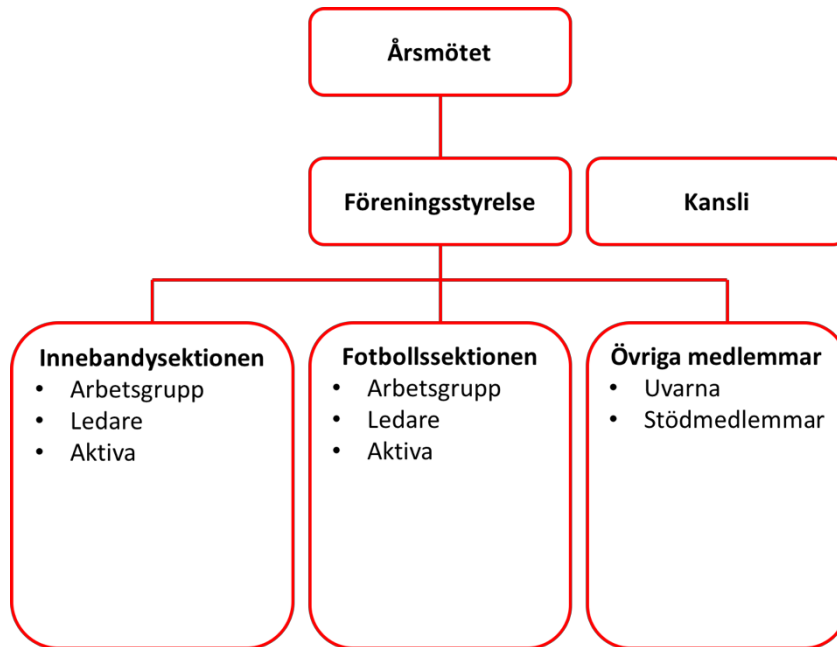 Årsmötet
Föreningsstyrelse
Kansli
Innebandysektionen
• Arbetsgrupp
• Ledare
• Aktiva
Fotbollssektionen
• Arbetsgrupp
• Ledare
• Aktiva
Övriga medlemmar
• Uvarna
• Stödmedlemmar